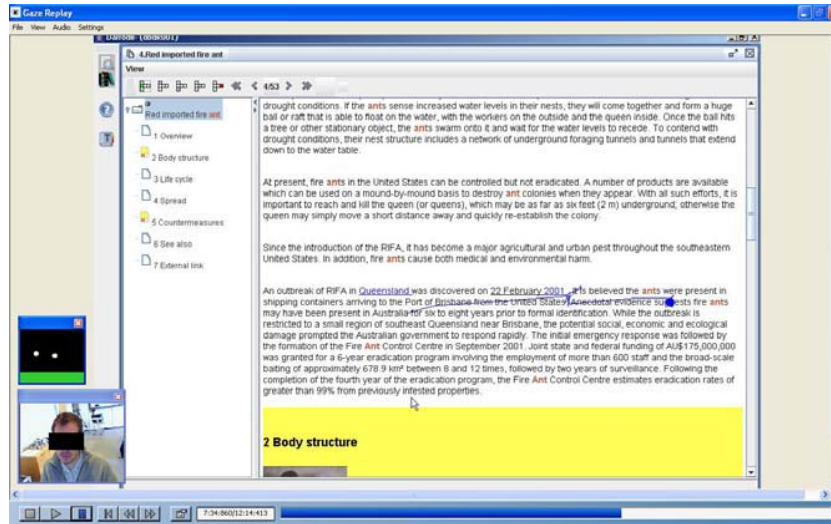 Gaze Replay
File View Audio Settings
4.Red imported fire ant
View
4/53
Red imported fire ant
1 Overview
2 Body structure
3 Life cycle
4 Spread
5 Countermeasures
6 See also
7 External link
drought conditions. If the ants sense increased water levels in their nests, they will come together and form a huge
ball or raft that is able to float on the water, with the workers on the outside and the queen inside. Once the ball hits
a tree or other stationary object, the ants swarm onto it and wait for the water levels to recede. To contend with
drought conditions, their nest structure includes a network of underground foraging tunnels and tunnels that extend
down to the water table.
At present, fire ants in the United States can be controlled but not eradicated. A number of products are available
which can be used on a mound-by-mound basis to destroy ant colonies when they appear. With all such efforts, it is
important to reach and kill the queen (or queens), which may be as far as six feet (2 m) underground; otherwise the
queen may simply move a short distance away and quickly re-establish the colony.
Since the introduction of the RIFA, it has become a major agricultural and urban pest throughout the southeastern
United States. In addition, fire ants cause both medical and environmental harm.
An outbreak of RIFA in Queensland was discovered on 22 February 2001. It is believed the ants were present in
shipping containers arriving to the Port of Brisbane from the United States. Anecdotal evidence suggests fire ants
may have been present in Australia for six to eight years prior to formal identification. While the outbreak is
restricted to a small region of southeast Queensland near Brisbane, the potential social, economic and ecological
damage prompted the Australian government to respond rapidly. The initial emergency response was followed by
the formation of the Fire Ant Control Centre in September 2001. Joint state and federal funding of AU$175,000,000
was granted for a 6-year eradication program involving the employment of more than 600 staff and the broad-scale
baiting of approximately 678.9 km² between 8 and 12 times, followed by two years of surveillance. Following the
completion of the fourth year of the eradication program, the Fire Ant Control Centre estimates eradication rates of
greater than 99% from previously infested properties.
2 Body structure
7:34:860/12:14:413